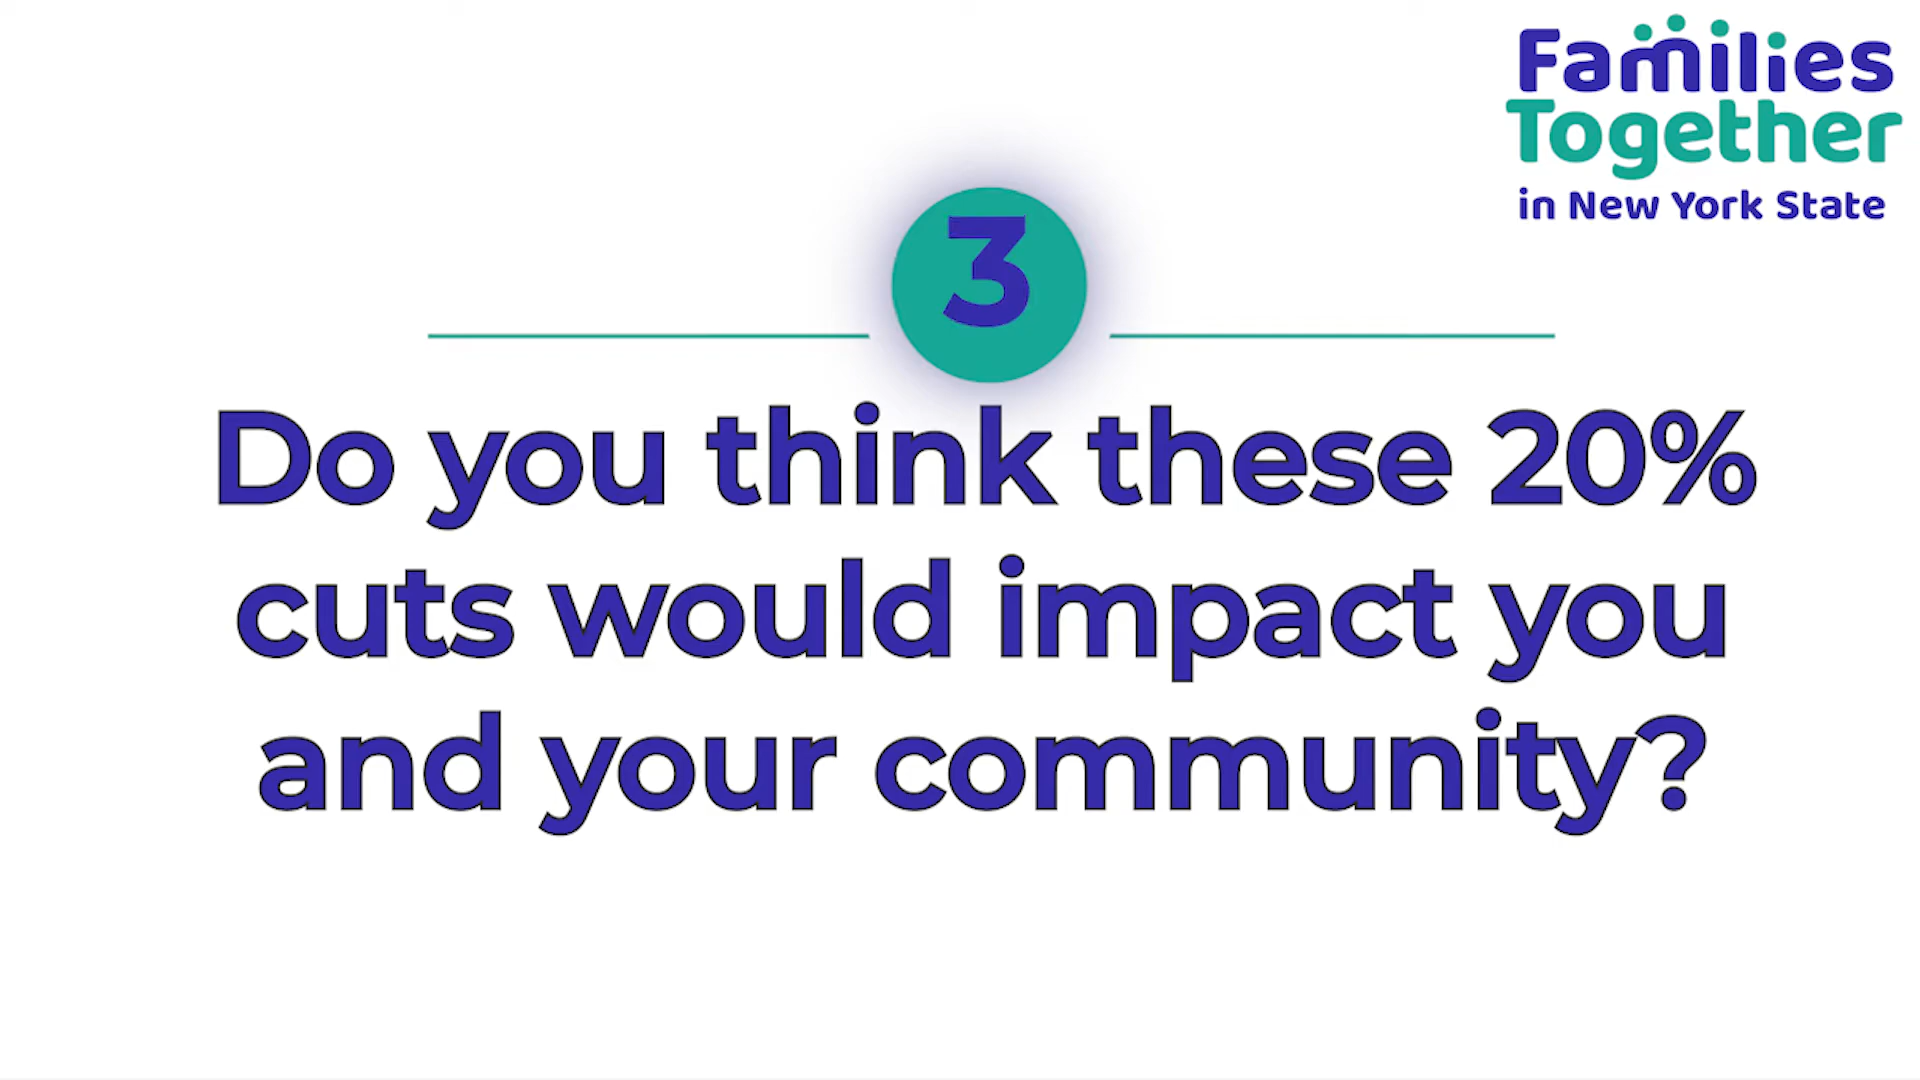 Families
Together
in New York State
3
Do you think these 20%
cuts would impact you
and your community?